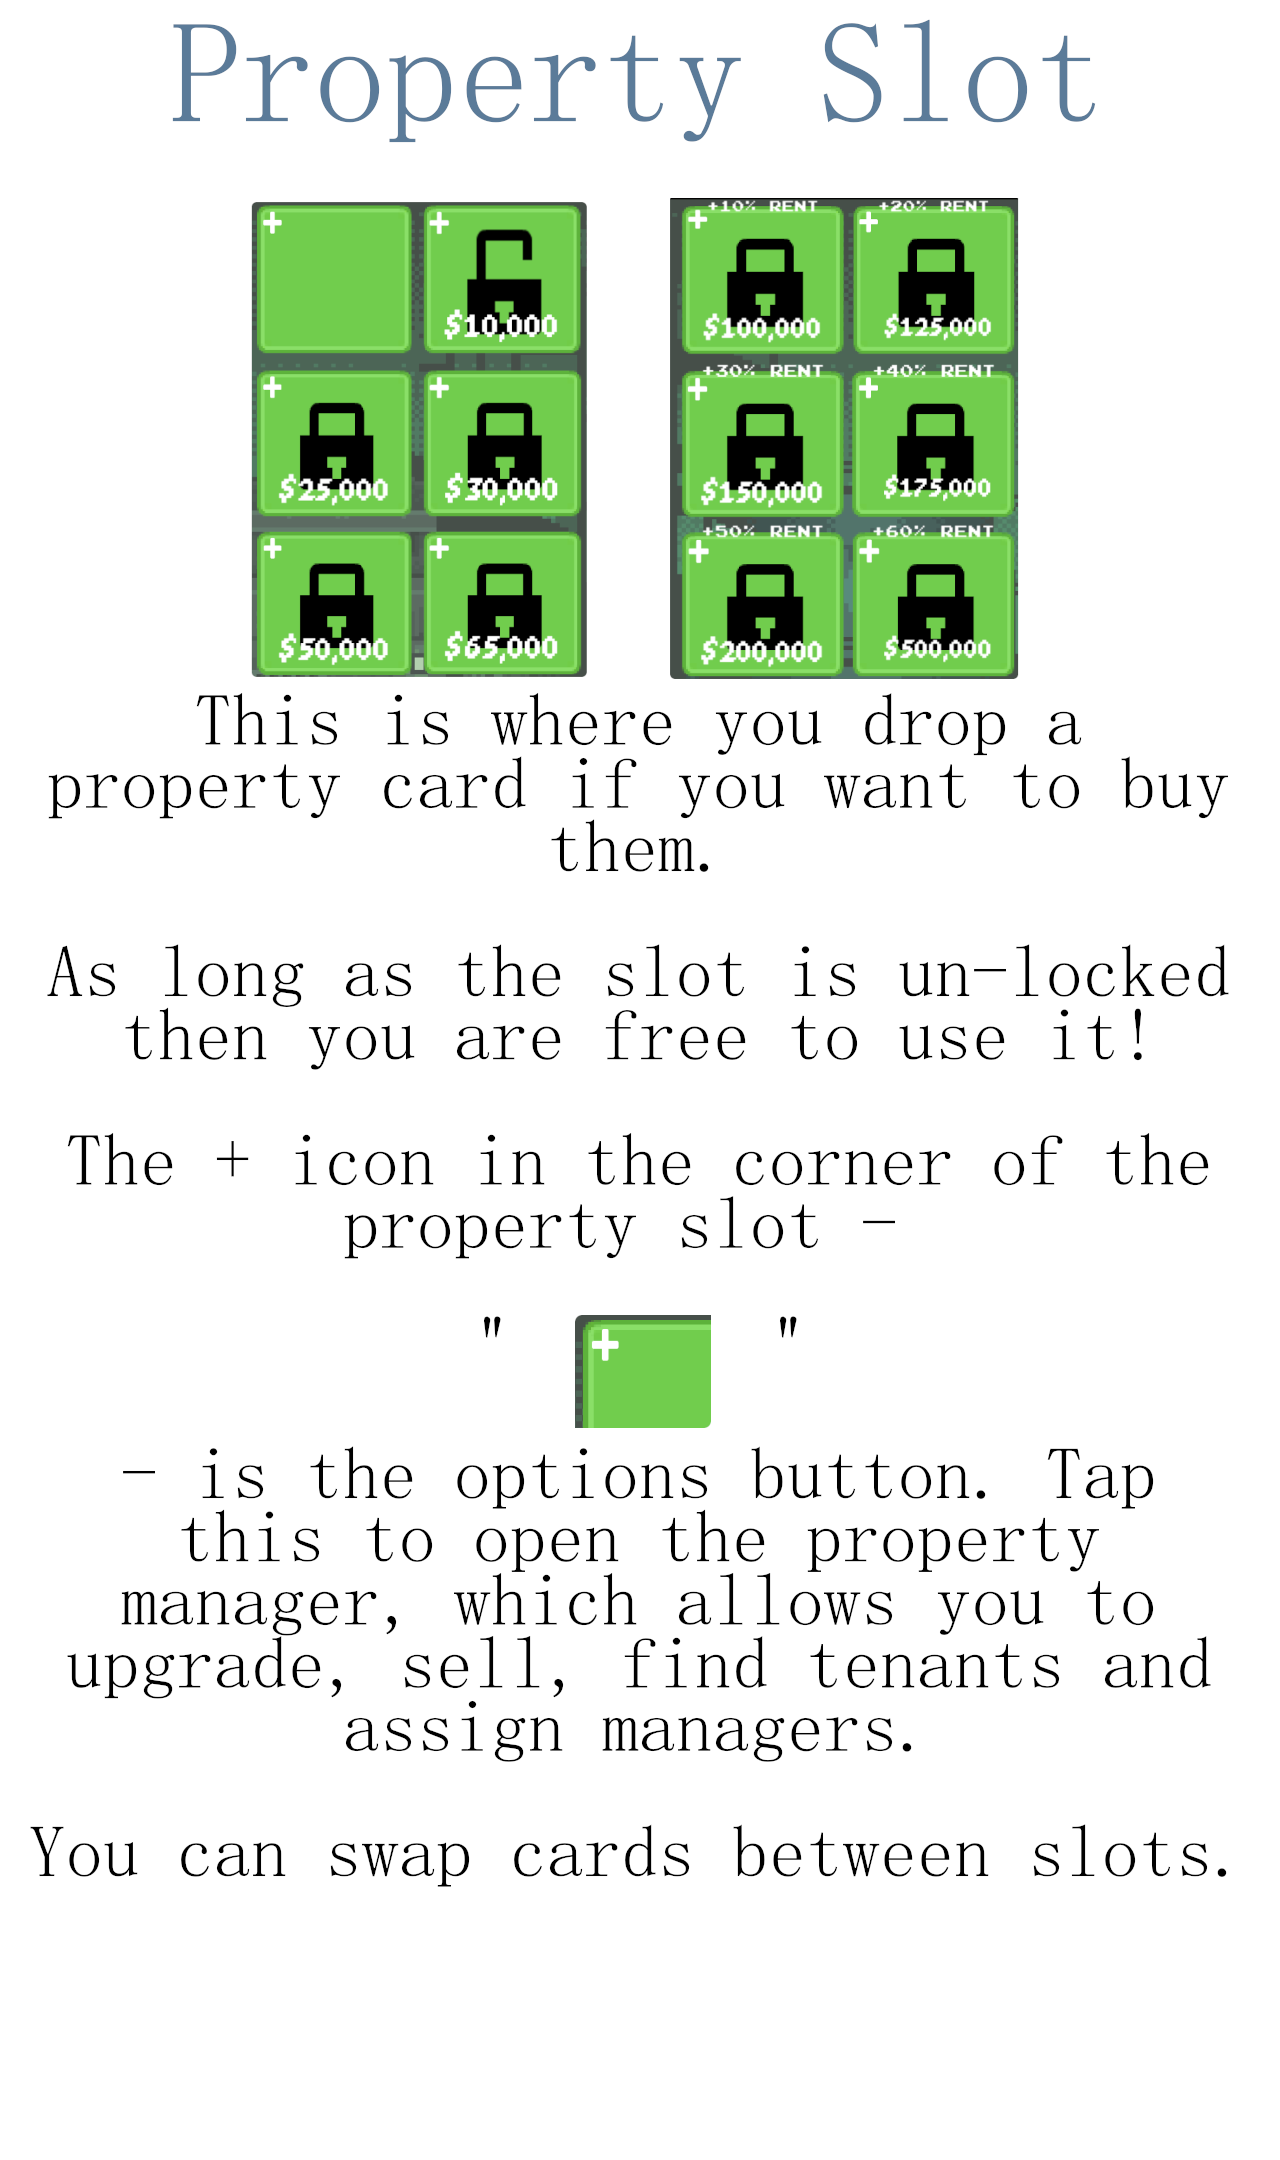 Property Slot
+ +
$10,000
+ +
$25,000 $30,000
+ +
$50,000 $65,000
+10% RENT +20% RENT
+ +
$100,000 $125,000
+30% RENT +40% RENT
+ +
$150,000 $175,000
+50% RENT +60% RENT
+ +
$200,000 $500,000
This is where you drop a
property card if you want to buy
them.
As long as the slot is un-locked
then you are free to use it!
The + icon in the corner of the
property slot -
" + "
- is the options button. Tap
this to open the property
manager, which allows you to
upgrade, sell, find tenants and
assign managers.
You can swap cards between slots.